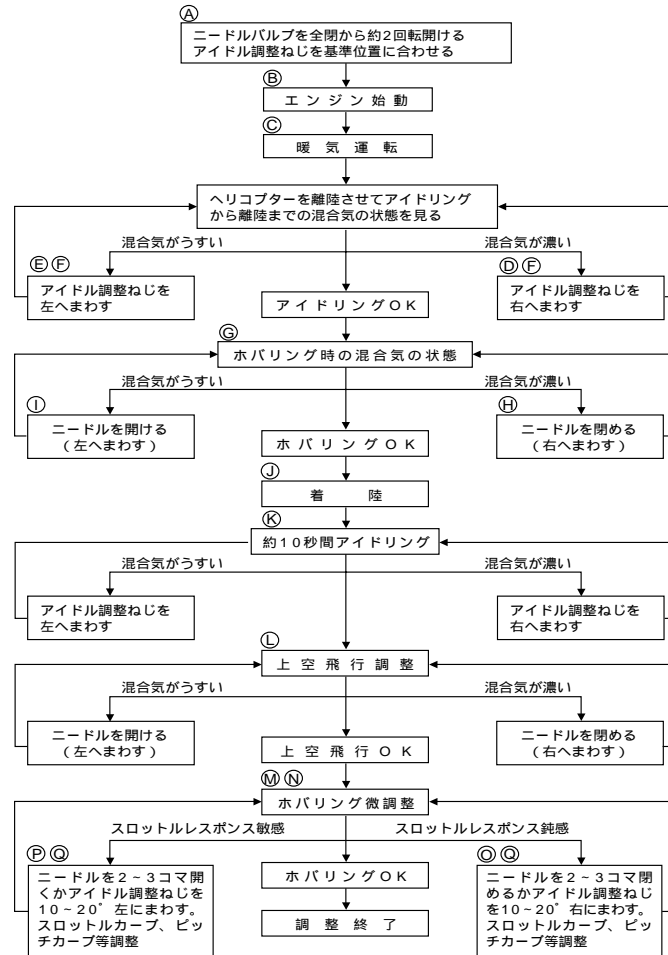 Ⓐ
ニードルバルブを全閉から約2回転開ける
アイドル調整ねじを基準位置に合わせる
Ⓑ
エンジン始動
Ⓒ
暖気運転
ヘリコプターを離陸させてアイドリング
から離陸までの混合気の状態を見る
混合気がうすい
混合気が濃い
Ⓔ Ⓕ
アイドル調整ねじを
左へまわす
Ⓓ Ⓕ
アイドル調整ねじを
右へまわす
アイドリングOK
Ⓖ
ホバリング時の混合気の状態
混合気がうすい
混合気が濃い
Ⓘ
ニードルを開ける
(左へまわす)
Ⓗ
ニードルを閉める
(右へまわす)
ホバリングOK
Ⓙ
着陸
Ⓚ
約10秒間アイドリング
混合気がうすい
混合気が濃い
アイドル調整ねじを
左へまわす
アイドル調整ねじを
右へまわす
Ⓛ
上空飛行調整
混合気がうすい
混合気が濃い
ニードルを開ける
(左へまわす)
ニードルを閉める
(右へまわす)
上空飛行OK
Ⓜ Ⓝ
ホバリング微調整
スロットルレスポンス敏感
スロットルレスポンス鈍感
Ⓟ Ⓠ
ニードルを2~3コマ開
くかアイドル調整ねじを
10~20°左にまわす。
スロットルカーブ、ピッ
チカーブ等調整
Ⓞ Ⓠ
ニードルを2~3コマ閉
めるかアイドル調整ねじ
を10~20°右にまわす。
スロットルカーブ、ピッ
チカーブ等調整
ホバリングOK
調整終了